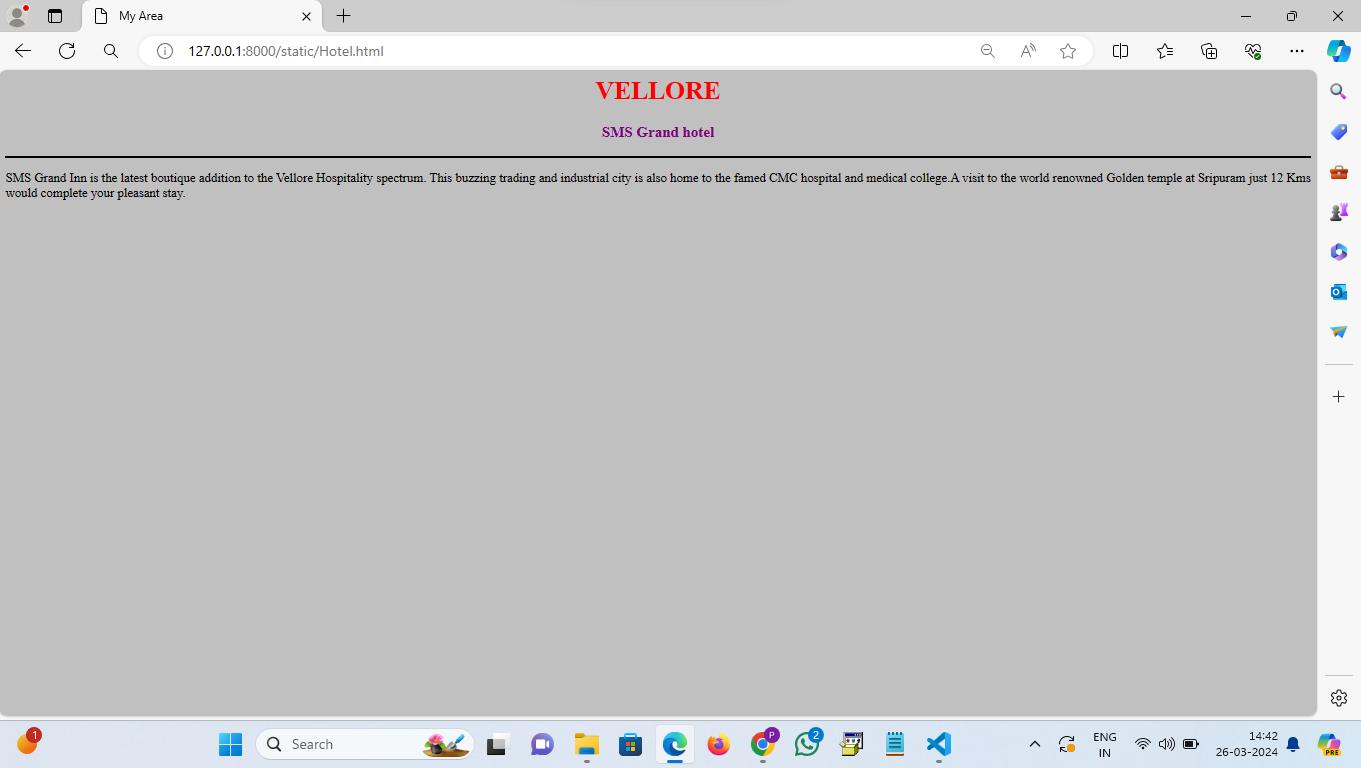 My Area
127.0.0.1:8000/static/Hotel.html
VELLORE
SMS Grand hotel
SMS Grand Inn is the latest boutique addition to the Vellore Hospitality spectrum. This buzzing trading and industrial city is also home to the famed CMC hospital and medical college.A visit to the world renowned Golden temple at Sripuram just 12 Kms
would complete your pleasant stay.
1
Search
P
2
ENG
IN
14:42
26-03-2024
PRE